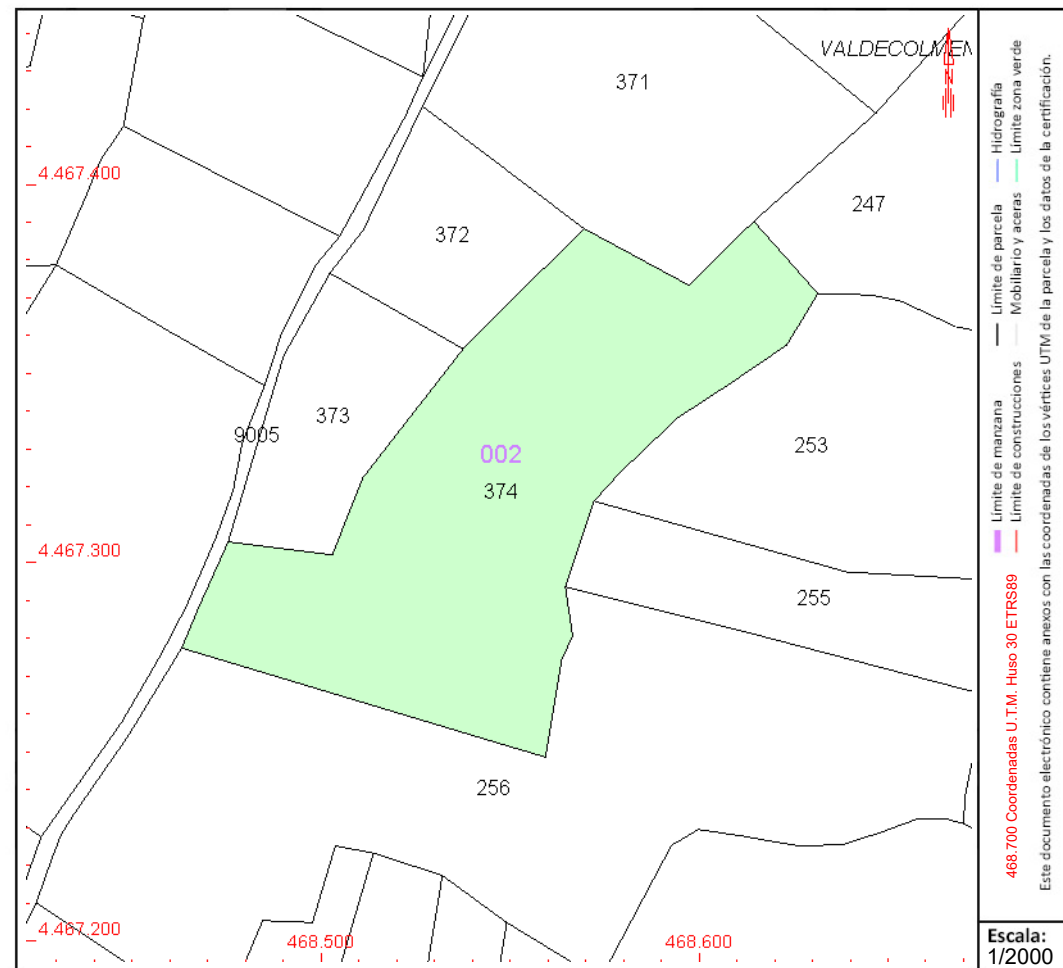 VALDECOLMEN
371
4.467.400
247
372
373
9005
253
002
374
4.467.300
255
256
4.467.200
468.500
468.600
Límite de manzana
Límite de parcela
Hidrografía
Límite de construcciones
Mobiliario y aceras
Límite zona verde
468.700 Coordenadas U.T.M. Huso 30 ETRS89
Este documento electrónico contiene anexos con las coordenadas de los vértices UTM de la parcela y los datos de la certificación.
Escala:
1/2000